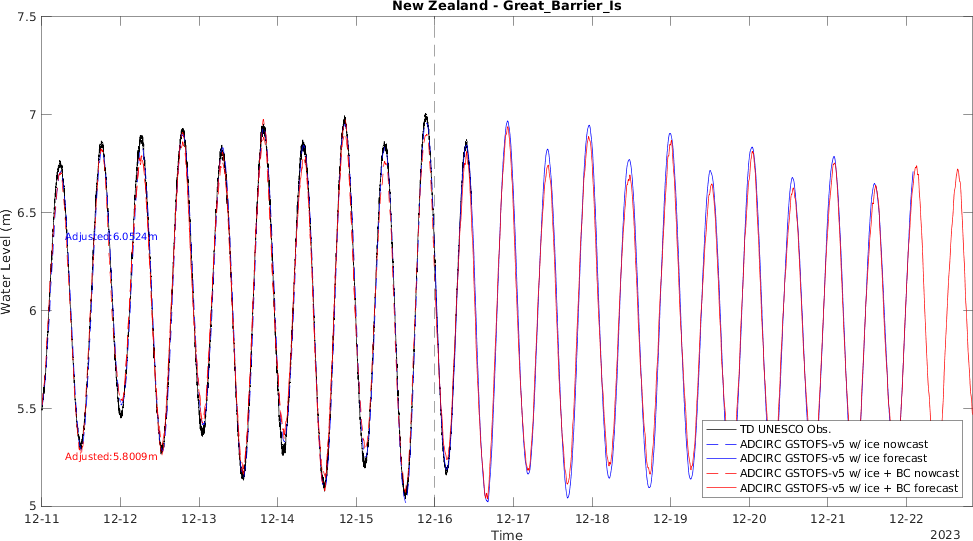 New Zealand - Great_Barrier_Is
7.5
7
6.5
6
5.5
5
Water Level (m)
Adjusted:6.0524m
Adjusted:5.8009m
TD UNESCO Obs.
ADCIRC GSTOFS-v5 w/ ice nowcast
ADCIRC GSTOFS-v5 w/ ice forecast
ADCIRC GSTOFS-v5 w/ ice + BC nowcast
ADCIRC GSTOFS-v5 w/ ice + BC forecast
12-11 12-12 12-13 12-14 12-15 12-16 12-17 12-18 12-19 12-20 12-21 12-22
Time
2023